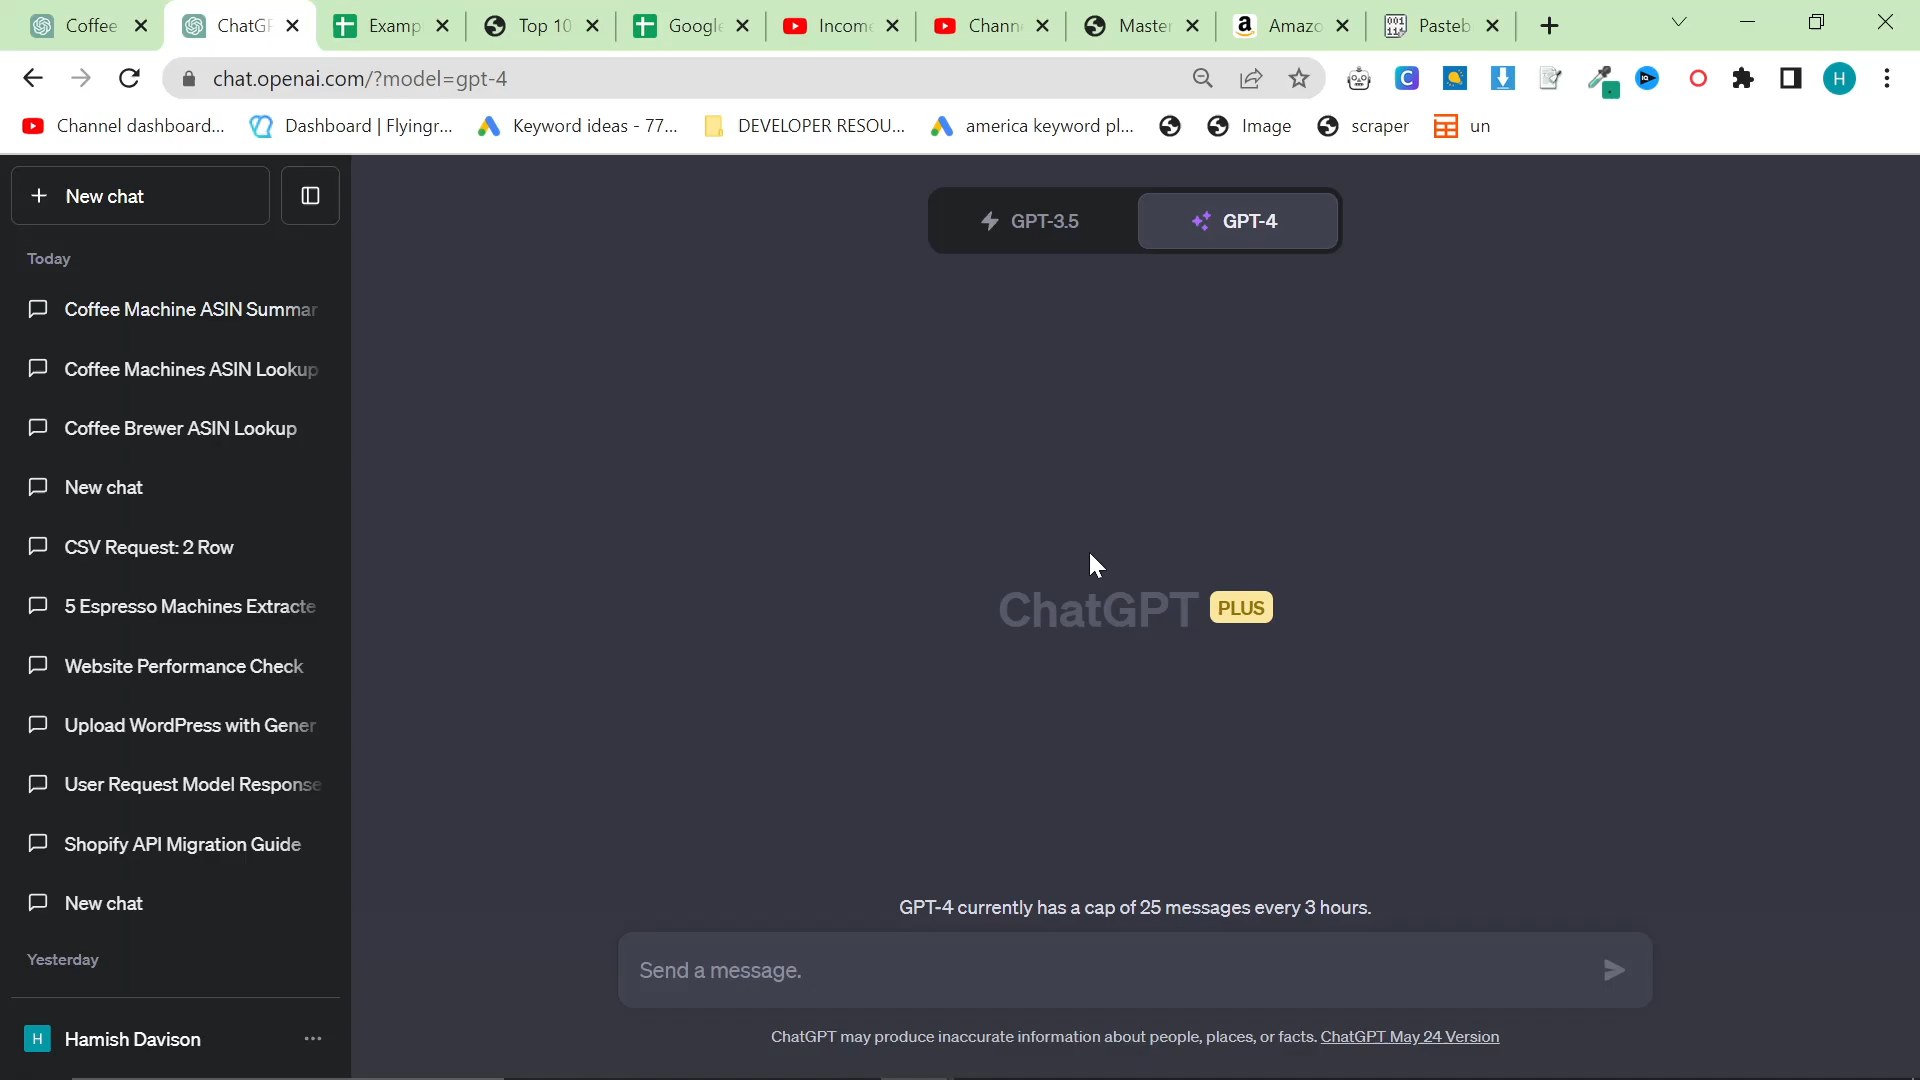 Coffee
ChatGP
Examp
Top 10
Google
Income
Chann
Master
Amazo
Pasteb
chat.openai.com/?model=gpt-4
H
Channel dashboard...
Dashboard | Flyingr...
Keyword ideas - 77...
DEVELOPER RESOU...
america keyword pl...
Image
scraper
un
New chat
GPT-3.5
GPT-4
Today
Coffee Machine ASIN Summar
Coffee Machines ASIN Lookup
Coffee Brewer ASIN Lookup
New chat
CSV Request: 2 Row
5 Espresso Machines Extracte
Website Performance Check
Upload WordPress with Gener
User Request Model Response
Shopify API Migration Guide
New chat
Yesterday
ChatGPT PLUS
GPT-4 currently has a cap of 25 messages every 3 hours.
Send a message.
H Hamish Davison
ChatGPT may produce inaccurate information about people, places, or facts. ChatGPT May 24 Version